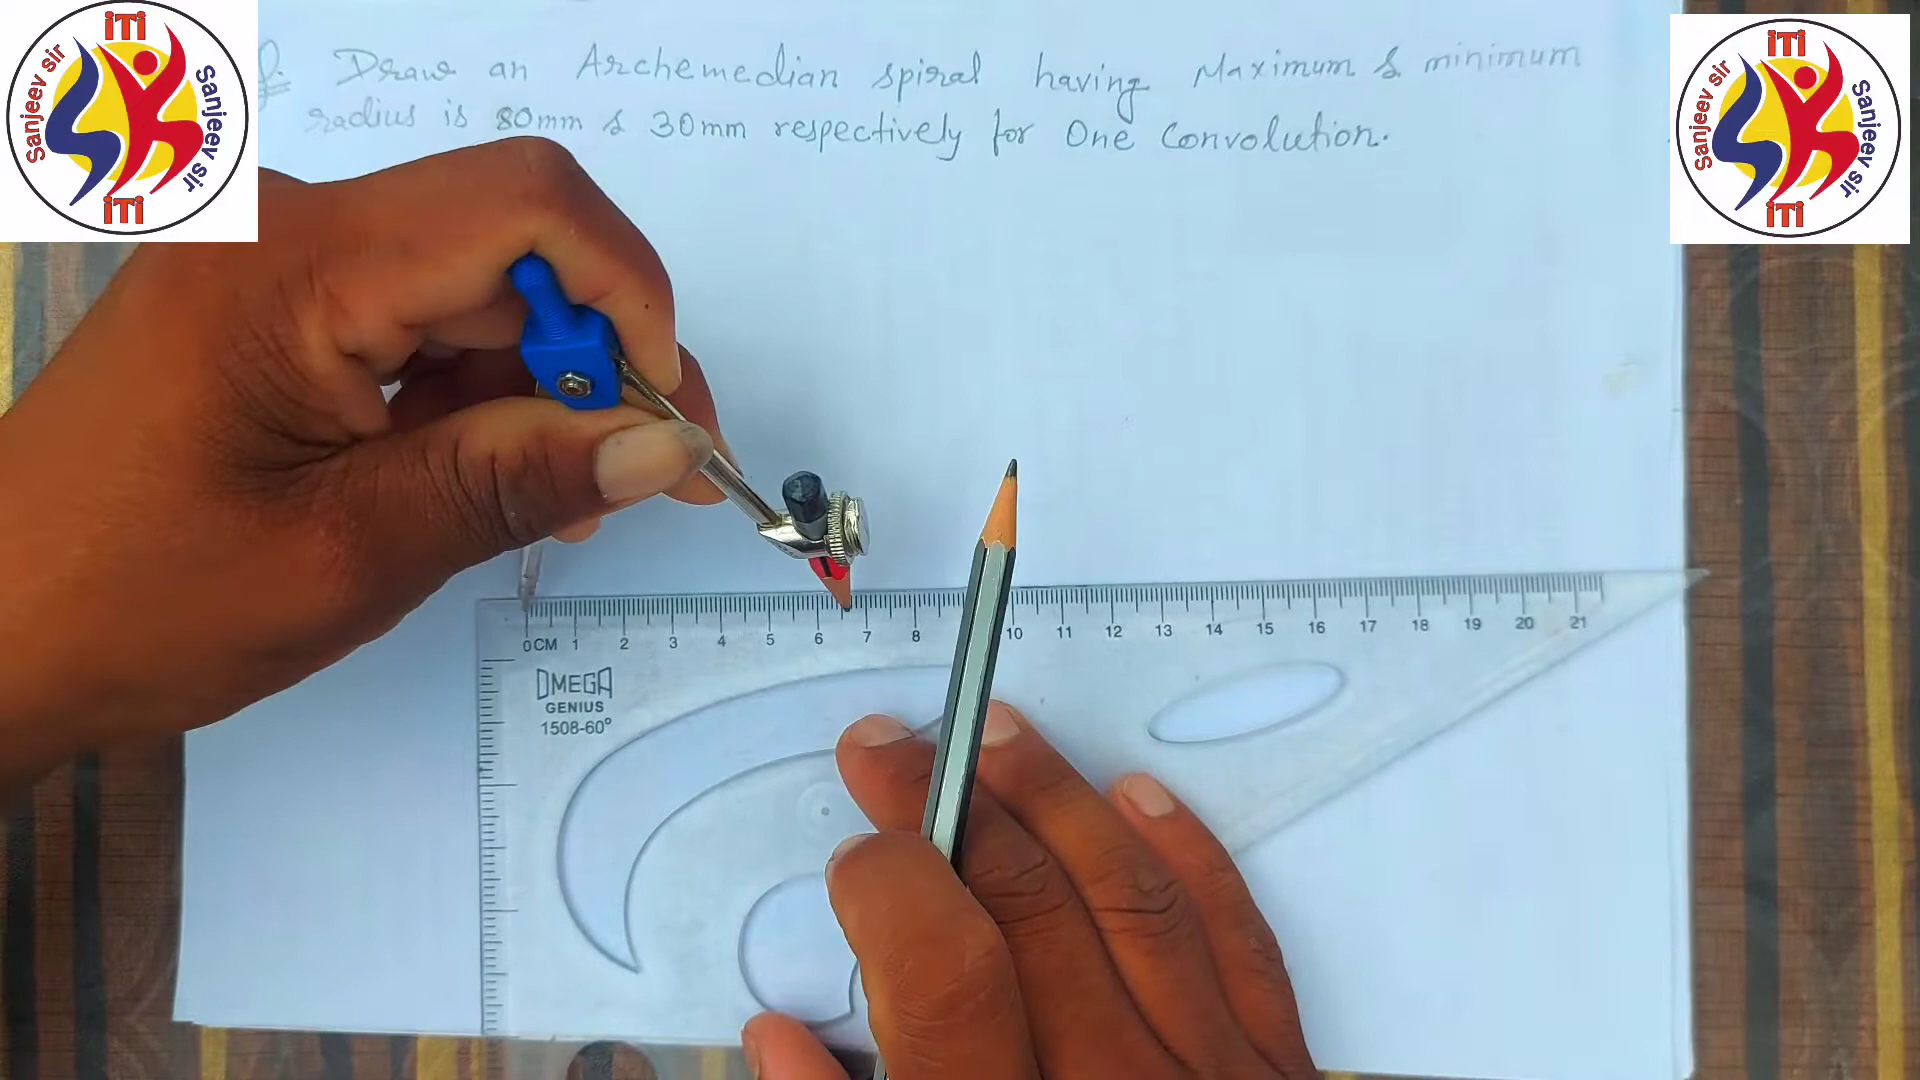 Q. Draw an Archemedian spiral having Maximum & minimum
radius is 80mm & 30mm respectively for One Convolution.
iTi
Sanjeev sir
Sanjeev sir
iTi
iTi
Sanjeev sir
Sanjeev sir
iTi
0CM 1 2 3 4 5 6 7 8 10 11 12 13 14 15 16 17 18 19 20 21
OMEGA
GENIUS
1508-60°